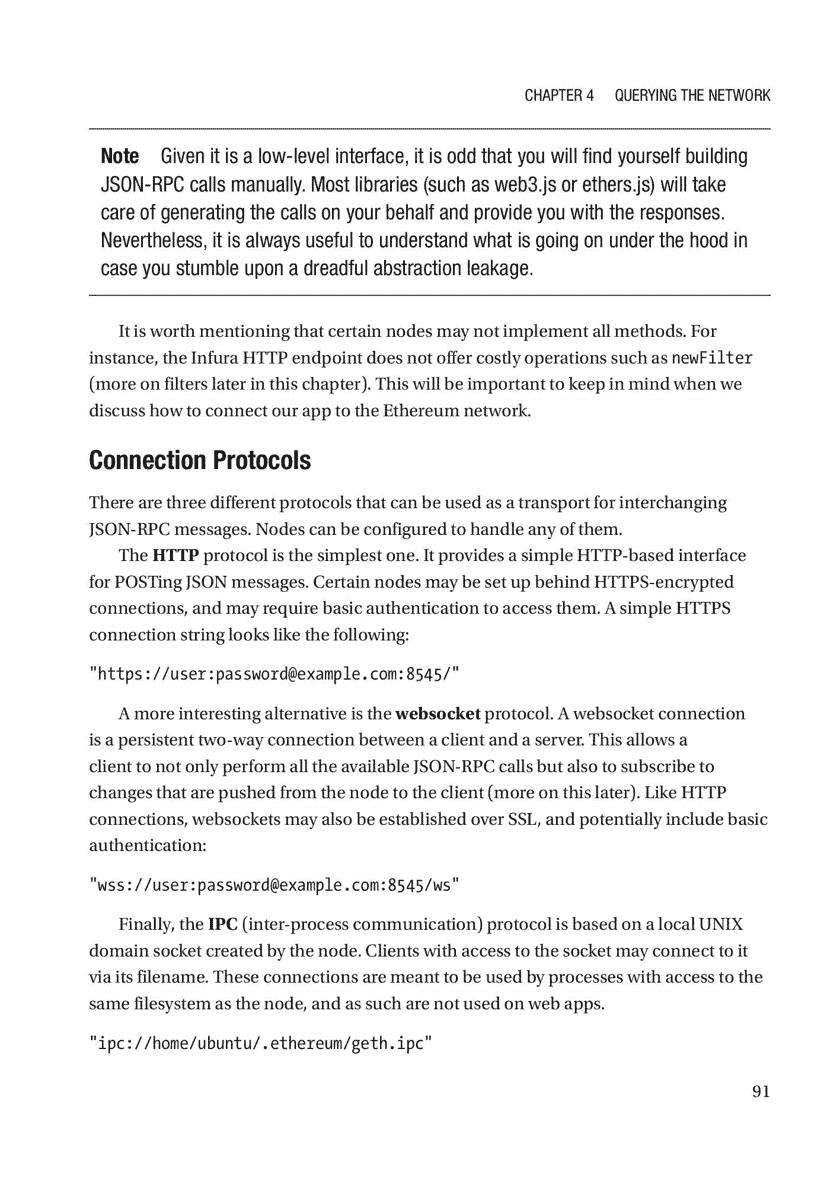 CHAPTER 4 QUERYING THE NETWORK
Note Given it is a low-level interface, it is odd that you will find yourself building
JSON-RPC calls manually. Most libraries (such as web3.js or ethers.js) will take
care of generating the calls on your behalf and provide you with the responses.
Nevertheless, it is always useful to understand what is going on under the hood in
case you stumble upon a dreadful abstraction leakage.
It is worth mentioning that certain nodes may not implement all methods. For
instance, the Infura HTTP endpoint does not offer costly operations such as newFilter
(more on filters later in this chapter). This will be important to keep in mind when we
discuss how to connect our app to the Ethereum network.
Connection Protocols
There are three different protocols that can be used as a transport for interchanging
JSON-RPC messages. Nodes can be configured to handle any of them.
The HTTP protocol is the simplest one. It provides a simple HTTP-based interface
for POSTing JSON messages. Certain nodes may be set up behind HTTPS-encrypted
connections, and may require basic authentication to access them. A simple HTTPS
connection string looks like the following:
"https://user:password@example.com:8545/"
A more interesting alternative is the websocket protocol. A websocket connection
is a persistent two-way connection between a client and a server. This allows a
client to not only perform all the available JSON-RPC calls but also to subscribe to
changes that are pushed from the node to the client (more on this later). Like HTTP
connections, websockets may also be established over SSL, and potentially include basic
authentication:
"wss://user:password@example.com:8545/ws"
Finally, the IPC (inter-process communication) protocol is based on a local UNIX
domain socket created by the node. Clients with access to the socket may connect to it
via its filename. These connections are meant to be used by processes with access to the
same filesystem as the node, and as such are not used on web apps.
"ipc://home/ubuntu/.ethereum/geth.ipc"
91